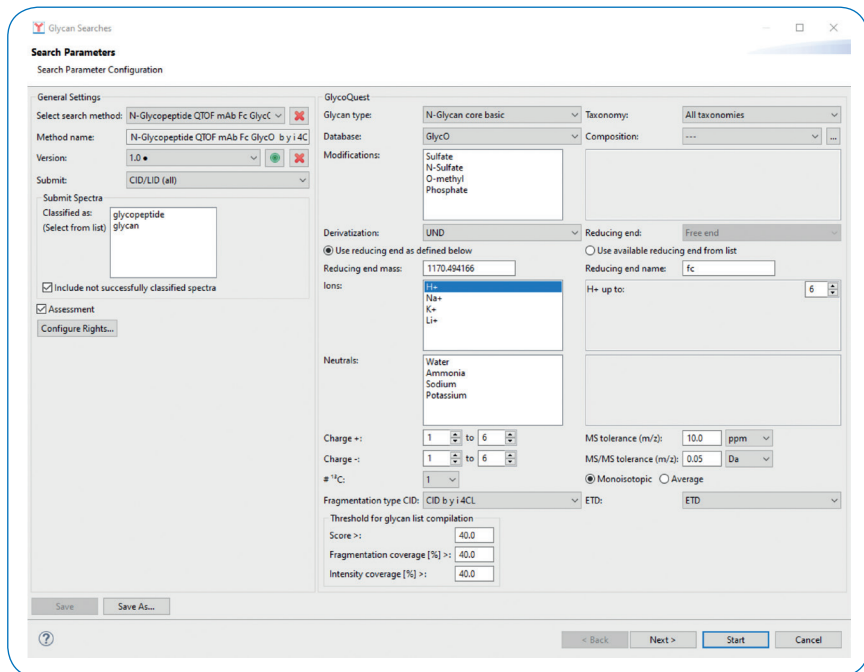 Glycan Searches
Search Parameters
Search Parameter Configuration
General Settings
Select search method: N-Glycopeptide QTOF mAb Fc GlycC
Method name: N-Glycopeptide QTOF mAb Fc GlycO b y i 4C
Version: 1.0 ●
Submit: CID/LID (all)
Submit Spectra
Classified as:
(Select from list)
glycopeptide
glycan
Include not successfully classified spectra
Assessment
Configure Rights...
GlycoQuest
Glycan type: N-Glycan core basic Taxonomy: All taxonomies
Database: GlycO Composition: --- ...
Modifications: Sulfate
N-Sulfate
O-methyl
Phosphate
Derivatization: UND Reducing end: Free end
Use reducing end as defined below Use available reducing end from list
Reducing end mass: 1170.494166 Reducing end name: fc
Ions: H+ H+ up to: 6
Na+
K+
Li+
Neutrals: Water
Ammonia
Sodium
Potassium
Charge +: 1 to 6 MS tolerance (m/z): 10.0 ppm
Charge -: 1 to 6 MS/MS tolerance (m/z): 0.05 Da
# ¹³C: 1 Monoisotopic Average
Fragmentation type CID: CID b y i 4CL ETD: ETD
Threshold for glycan list compilation
Score >: 40.0
Fragmentation coverage [%] >: 40.0
Intensity coverage [%] >: 40.0
Save Save As...
? < Back Next > Start Cancel